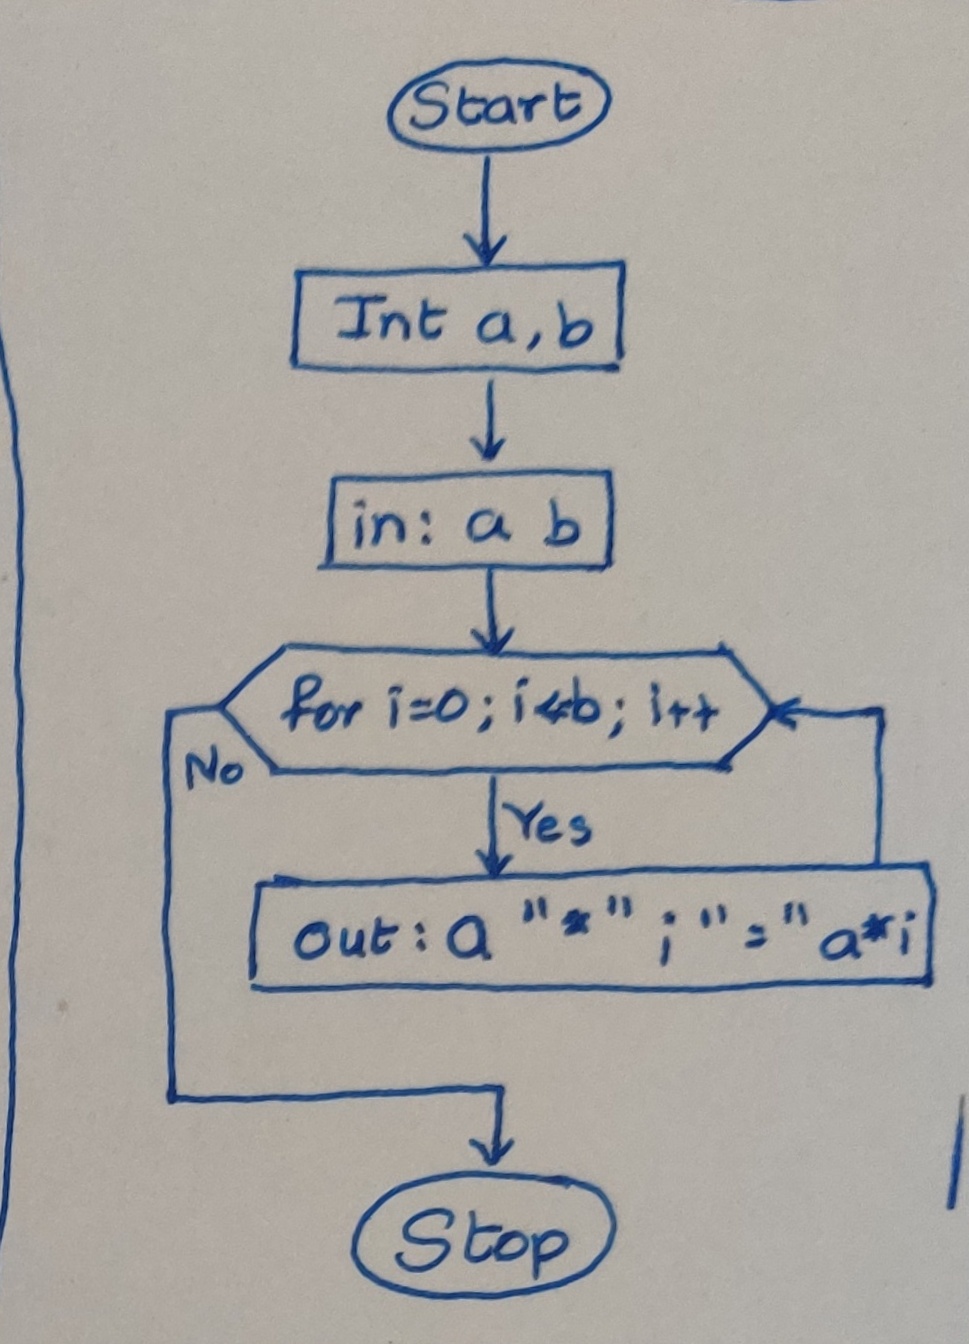 Start
Int a,b
in: a b
for i=0; i<b; i++
No
Yes
out: a "*" i "=" a*i
Stop